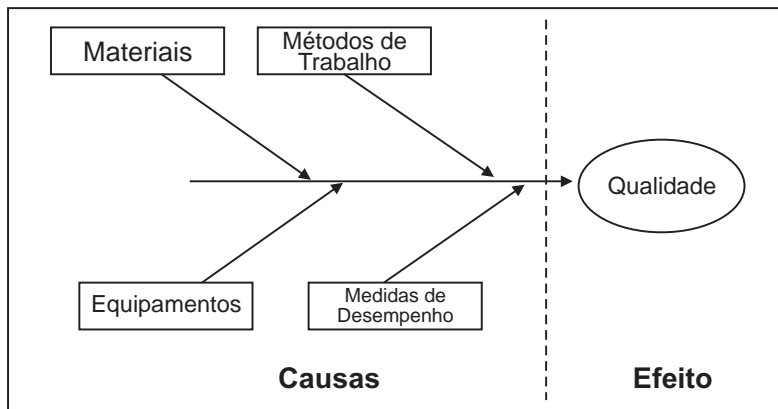 Materiais
Métodos de
Trabalho
Qualidade
Equipamentos
Medidas de
Desempenho
Causas
Efeito